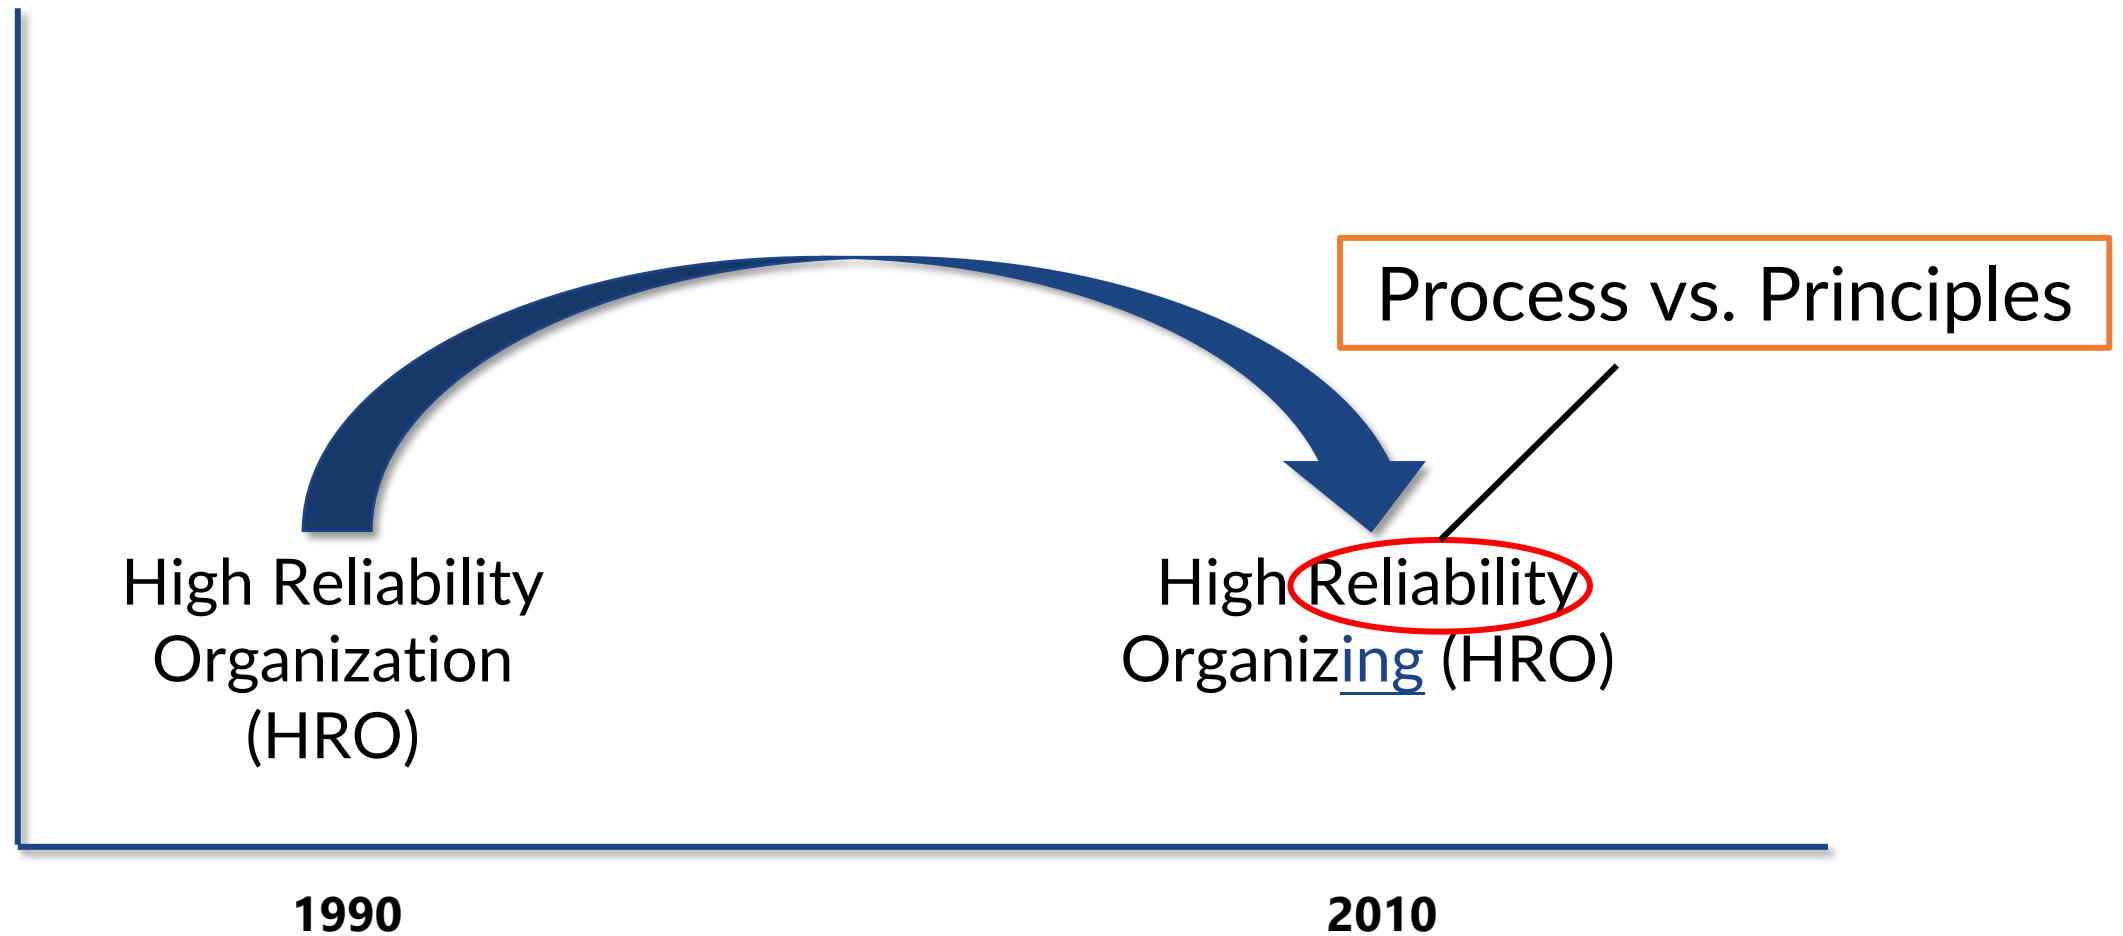 Process vs. Principles
High Reliability
Organization
(HRO)
High Reliability
Organizing (HRO)
1990
2010